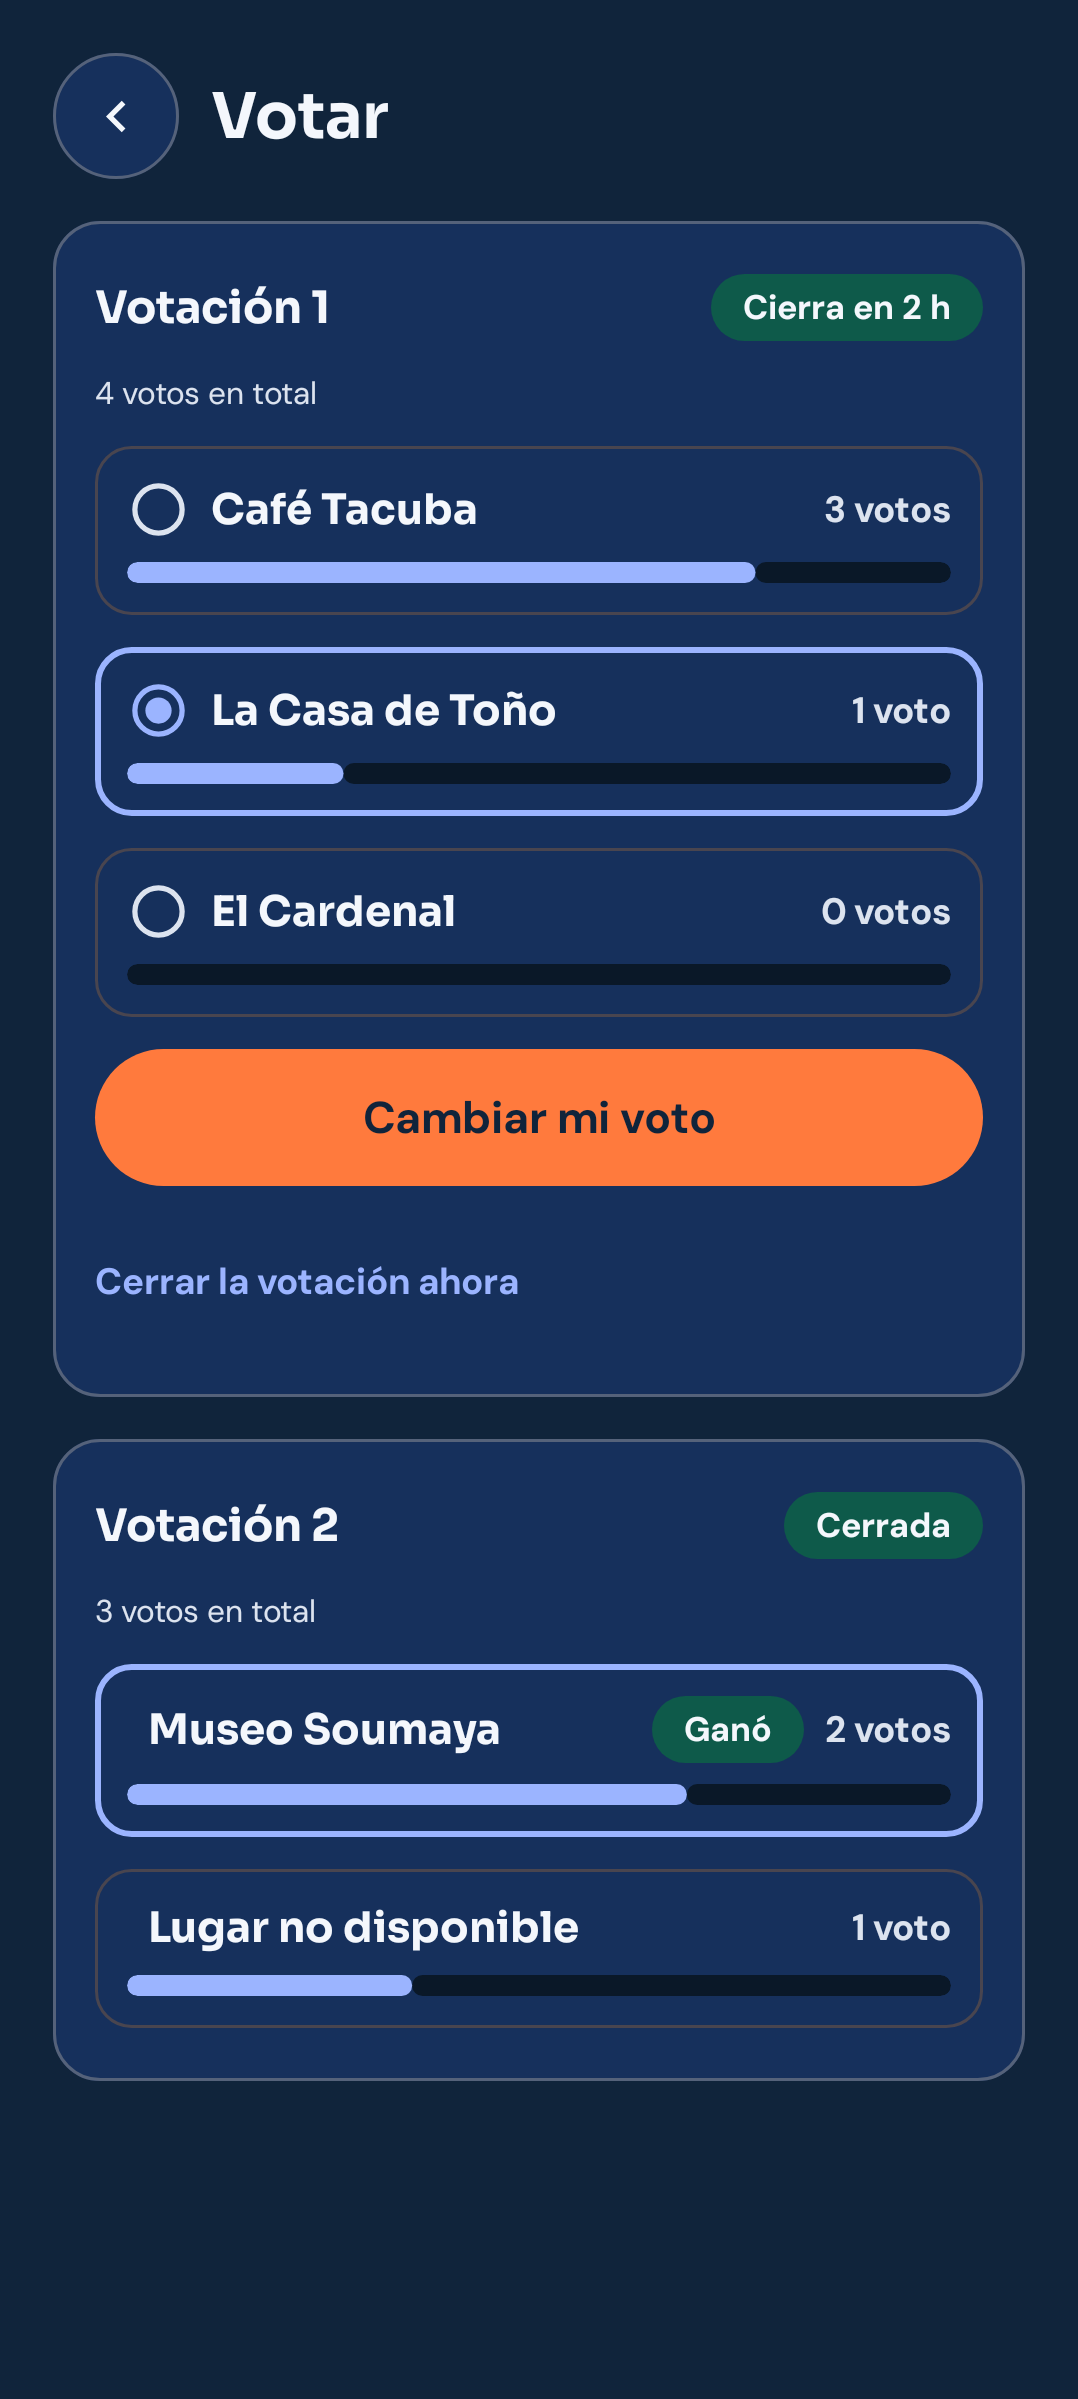 Votar
Votación 1
Cierra en 2 h
4 votos en total
Café Tacuba
3 votos
La Casa de Toño
1 voto
El Cardenal
0 votos
Cambiar mi voto
Cerrar la votación ahora
Votación 2
Cerrada
3 votos en total
Museo Soumaya
Ganó
2 votos
Lugar no disponible
1 voto